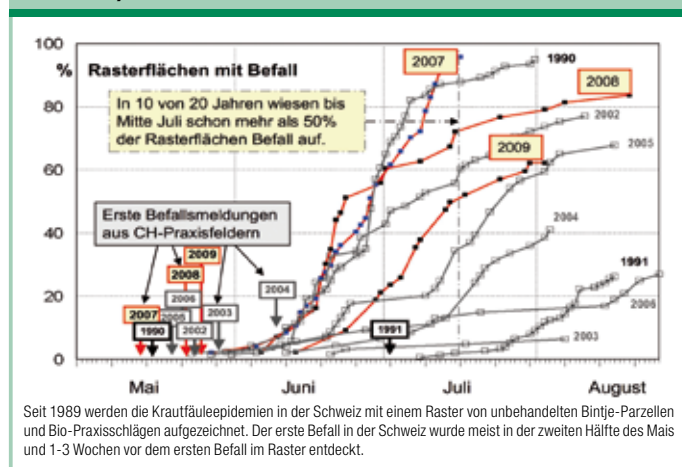 100
%
Rasterflächen mit Befall
2007
1990
2008
In 10 von 20 Jahren wiesen bis
Mitte Juli schon mehr als 50%
der Rasterflächen Befall auf.
80
2002
2005
2009
60
Erste Befallsmeldungen
aus CH-Praxisfeldern
40
2004
2009
2008
1991
2006
2004
20
2003
2007
2005
2006
1990
2002
1991
2003
0
Mai
Juni
Juli
August
Seit 1989 werden die Krautfäuleepidemien in der Schweiz mit einem Raster von unbehandelten Bintje-Parzellen
und Bio-Praxisschlägen aufgezeichnet. Der erste Befall in der Schweiz wurde meist in der zweiten Hälfte des Mais
und 1-3 Wochen vor dem ersten Befall im Raster entdeckt.